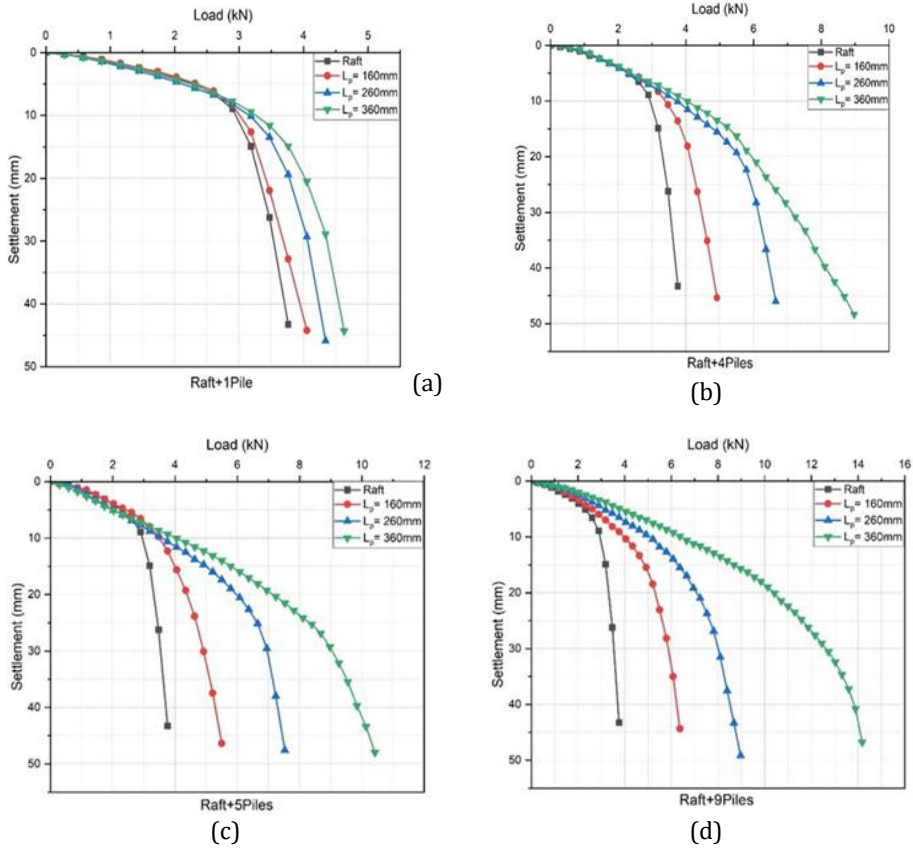 Load (kN)
0 1 2 3 4 5
0
10
20
30
40
50
Settlement (mm)
Raft
Lp= 160mm
Lp= 260mm
Lp= 360mm
Raft+1Pile
(a)
Load (kN)
0 2 4 6 8 10
0
10
20
30
40
50
Settlement (mm)
Raft
Lp= 160mm
Lp= 260mm
Lp= 360mm
Raft+4Piles
(b)
Load (kN)
0 2 4 6 8 10 12
0
10
20
30
40
50
Settlement (mm)
Raft
Lp= 160mm
Lp= 260mm
Lp= 360mm
Raft+5Piles
(c)
Load (kN)
0 2 4 6 8 10 12 14 16
0
10
20
30
40
50
Settlement (mm)
Raft
Lp= 160mm
Lp= 260mm
Lp= 360mm
Raft+9Piles
(d)